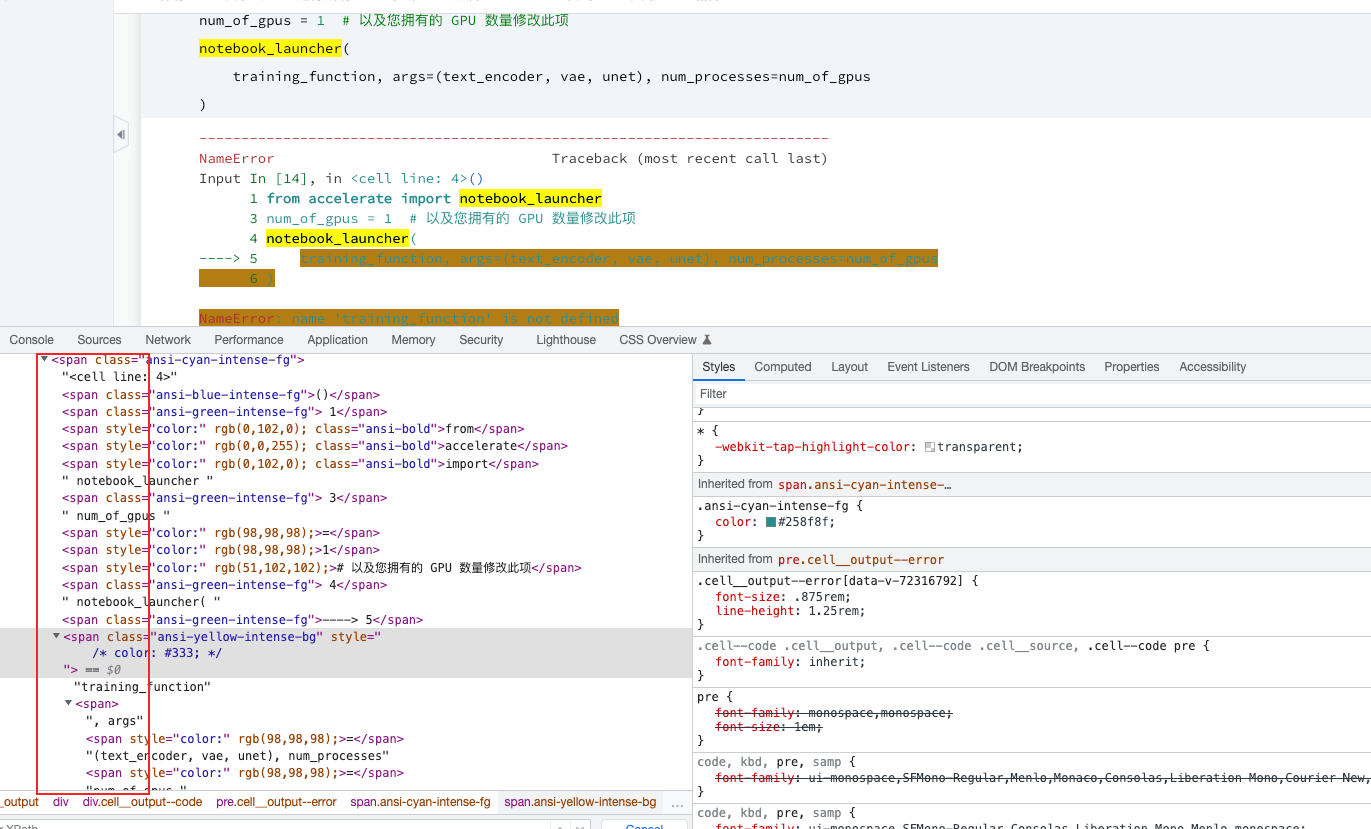 num_of_gpus = 1  # 以及您拥有的 GPU 数量修改此项
notebook_launcher(
    training_function, args=(text_encoder, vae, unet), num_processes=num_of_gpus
)
---------------------------------------------------------------------------
NameError                                 Traceback (most recent call last)
Input In [14], in <cell line: 4>()
      1 from accelerate import notebook_launcher
      3 num_of_gpus = 1  # 以及您拥有的 GPU 数量修改此项
      4 notebook_launcher(
----> 5     training_function, args=(text_encoder, vae, unet), num_processes=num_of_gpus
      6 )
NameError: name 'training_function' is not defined
Console Sources Network Performance Application Memory Security Lighthouse CSS Overview
<span class="ansi-cyan-intense-fg">
"<cell line: 4>"
<span class="ansi-blue-intense-fg">()</span>
<span class="ansi-green-intense-fg"> 1</span>
<span style="color:" rgb(0,102,0); class="ansi-bold">from</span>
<span style="color:" rgb(0,0,255); class="ansi-bold">accelerate</span>
<span style="color:" rgb(0,102,0); class="ansi-bold">import</span>
" notebook_launcher "
<span class="ansi-green-intense-fg"> 3</span>
" num_of_gpus "
<span style="color:" rgb(98,98,98);>=</span>
<span style="color:" rgb(98,98,98);>1</span>
<span style="color:" rgb(51,102,102);># 以及您拥有的 GPU 数量修改此项</span>
<span class="ansi-green-intense-fg"> 4</span>
" notebook_launcher( "
<span class="ansi-green-intense-fg">----> 5</span>
<span class="ansi-yellow-intense-bg" style="
/* color: #333; */
"> == $0
"training_function"
<span>
", args"
<span style="color:" rgb(98,98,98);>=</span>
"(text_encoder, vae, unet), num_processes"
<span style="color:" rgb(98,98,98);>=</span>
"num_of_gpus "
_output div div.cell__output--code pre.cell__output--error span.ansi-cyan-intense-fg span.ansi-yellow-intense-bg ...
XPath
Cancel
Styles Computed Layout Event Listeners DOM Breakpoints Properties Accessibility
Filter
}
* {
-webkit-tap-highlight-color: transparent;
}
Inherited from span.ansi-cyan-intense-…
.ansi-cyan-intense-fg {
color: #258f8f;
}
Inherited from pre.cell__output--error
.cell__output--error[data-v-72316792] {
font-size: .875rem;
line-height: 1.25rem;
}
.cell--code .cell__output, .cell--code .cell__source, .cell--code pre {
font-family: inherit;
}
pre {
font-family: monospace,monospace;
font-size: 1em;
}
code, kbd, pre, samp {
font-family: ui-monospace,SFMono-Regular,Menlo,Monaco,Consolas,Liberation Mono,Courier New,
}
code, kbd, pre, samp {
font-family: ui-monospace,SFMono-Regular,Consolas,Liberation Mono,Menlo,monospace;